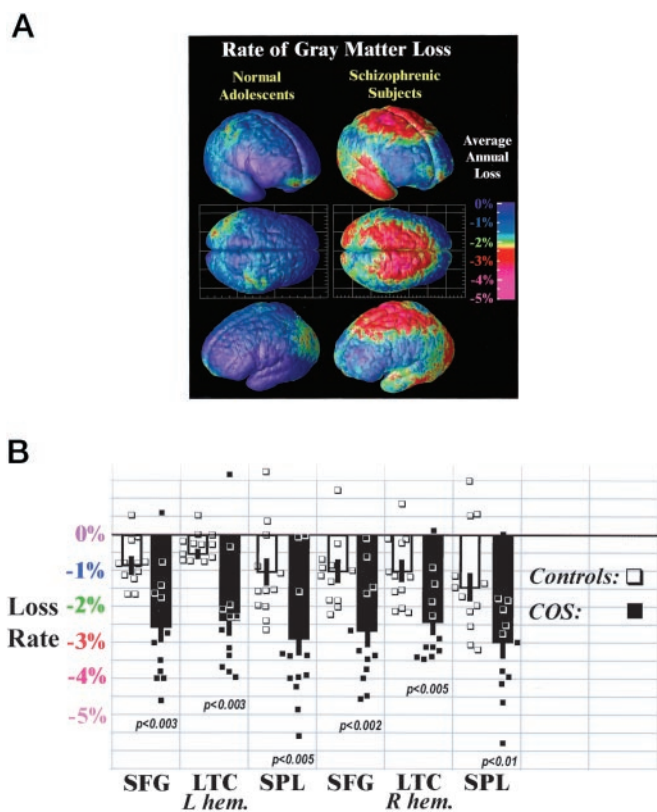 A
Rate of Gray Matter Loss
Normal Adolescents
Schizophrenic Subjects
Average Annual Loss
0%
-1%
-2%
-3%
-4%
-5%
B
0%
-1%
-2%
-3%
-4%
-5%
Loss Rate
Controls:
COS:
p<0.003
p<0.003
p<0.005
p<0.002
p<0.005
p<0.01
SFG LTC SPL SFG LTC SPL
L hem. R hem.